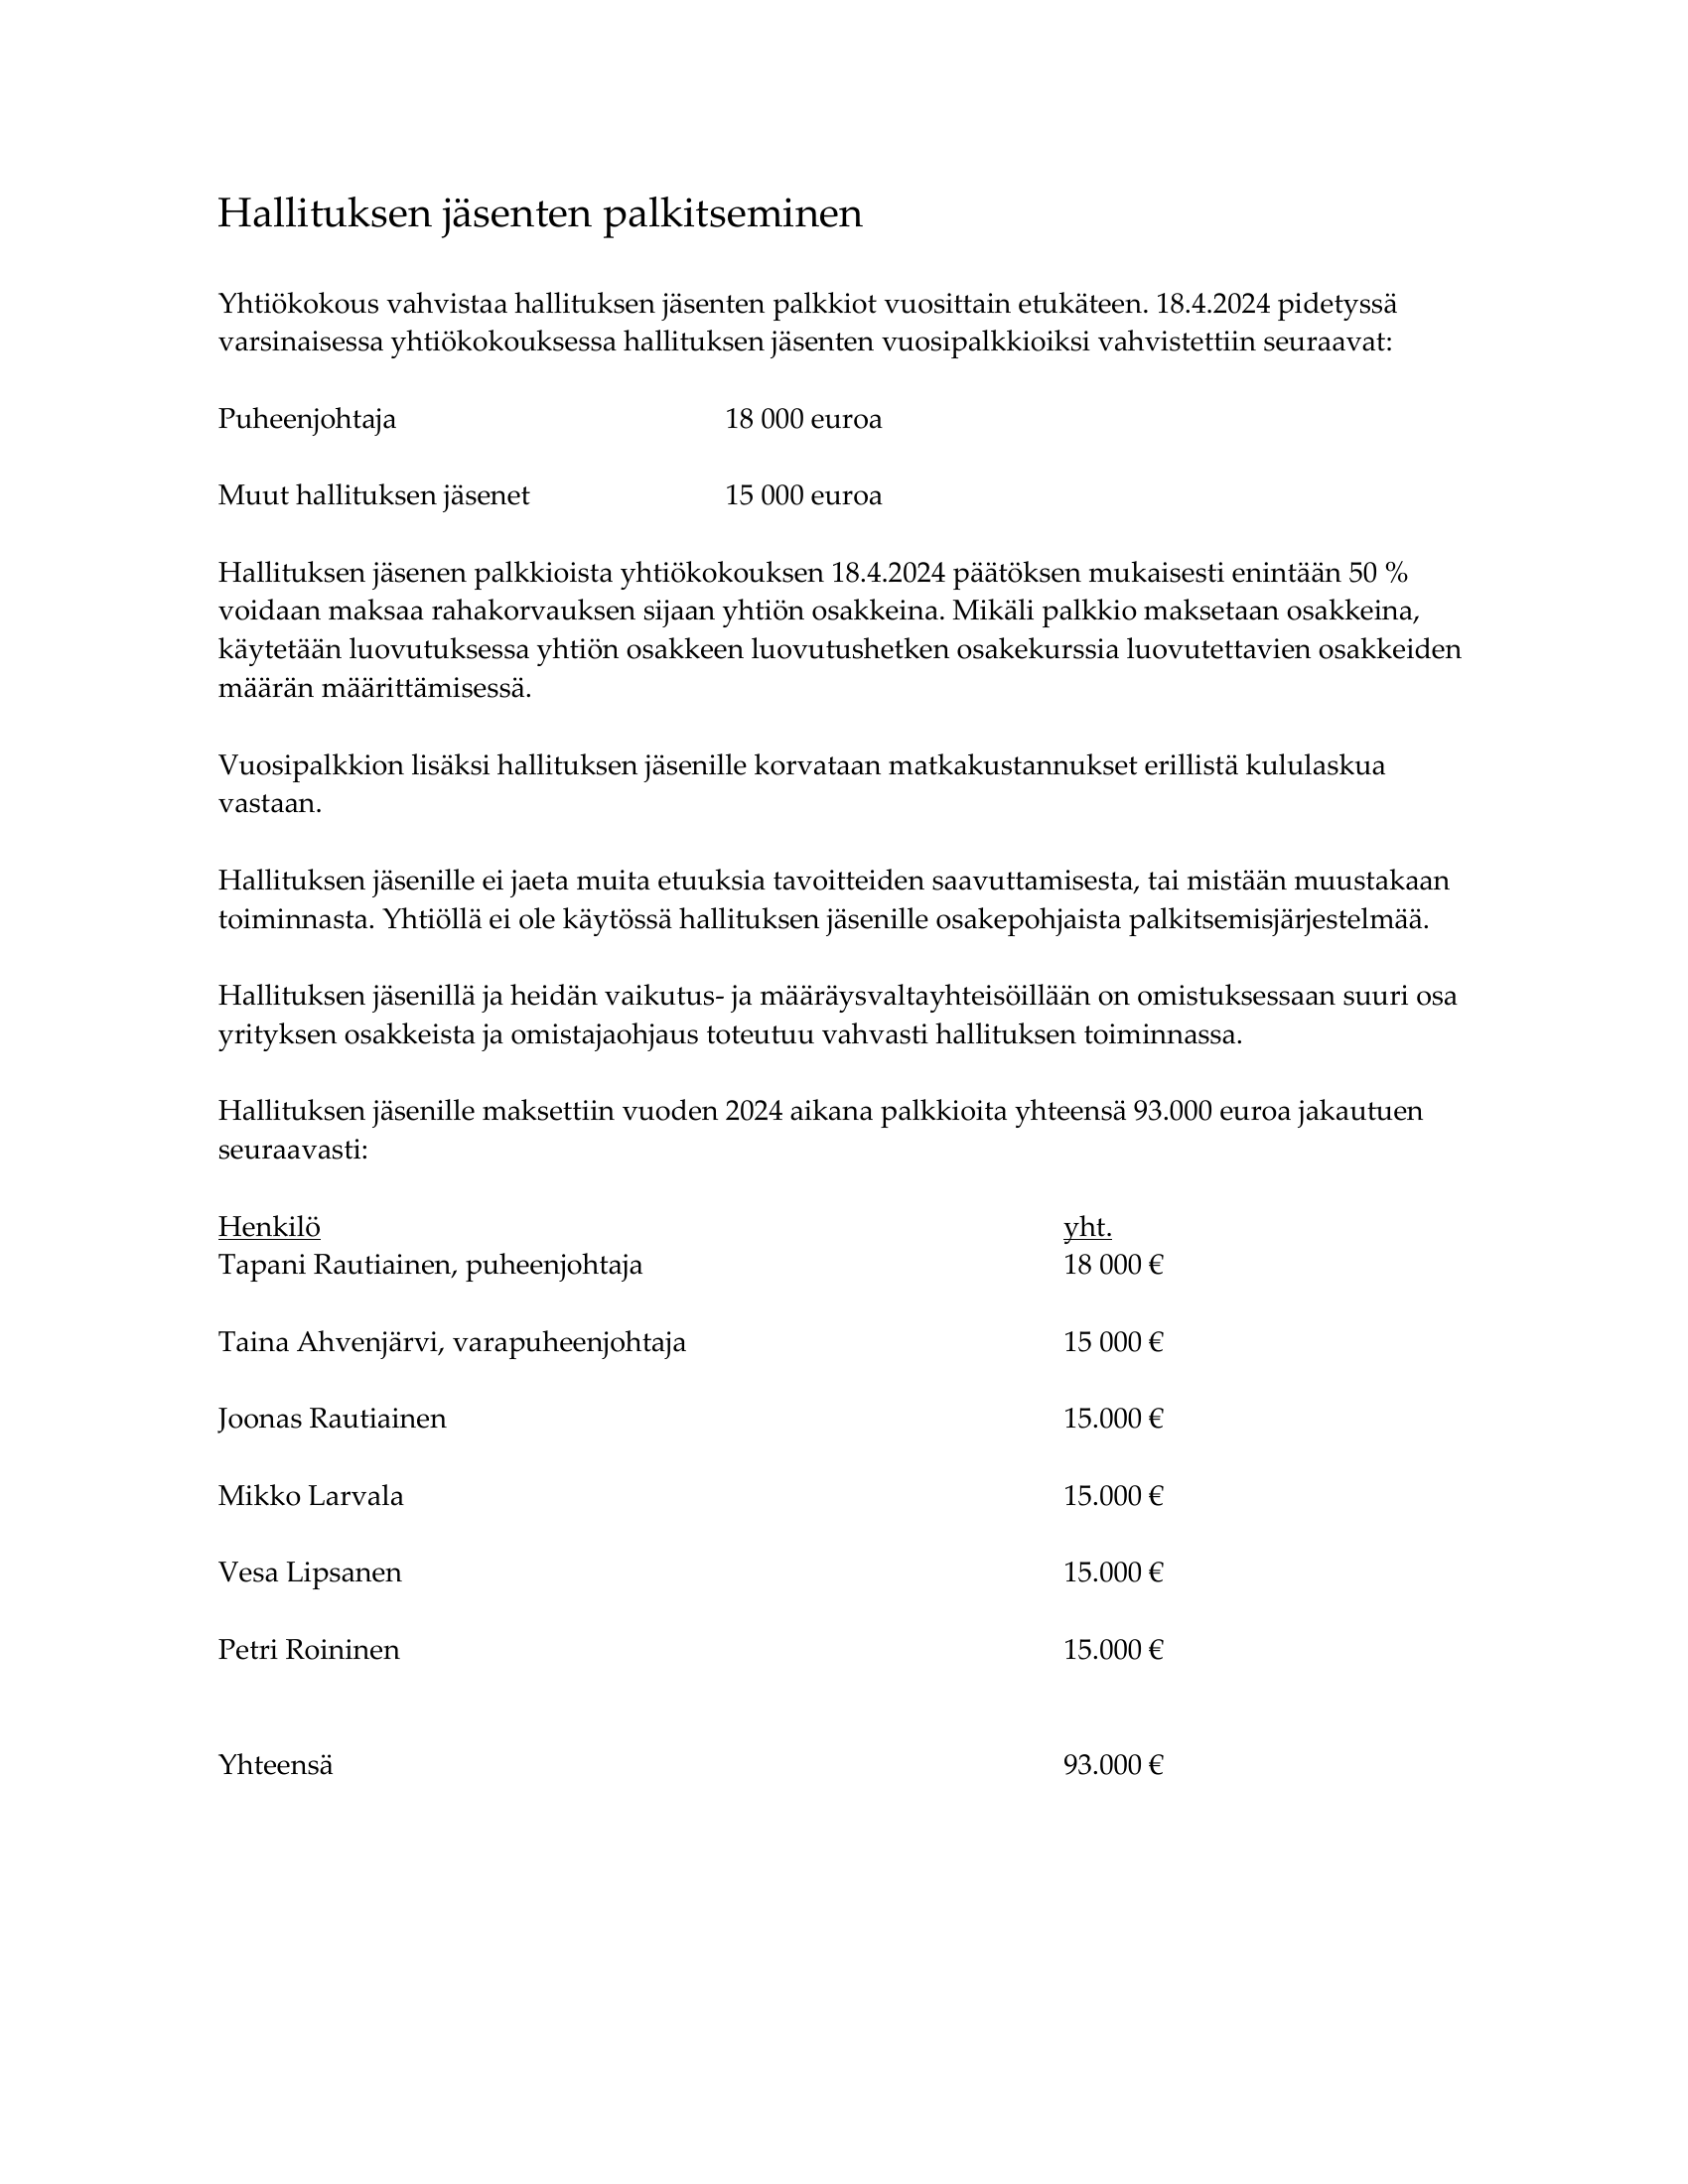 Hallituksen jäsenten palkitseminen
Yhtiökokous vahvistaa hallituksen jäsenten palkkiot vuosittain etukäteen. 18.4.2024 pidetyssä
varsinaisessa yhtiökokouksessa hallituksen jäsenten vuosipalkkioiksi vahvistettiin seuraavat:
Puheenjohtaja 18 000 euroa
Muut hallituksen jäsenet 15 000 euroa
Hallituksen jäsenen palkkioista yhtiökokouksen 18.4.2024 päätöksen mukaisesti enintään 50 %
voidaan maksaa rahakorvauksen sijaan yhtiön osakkeina. Mikäli palkkio maksetaan osakkeina,
käytetään luovutuksessa yhtiön osakkeen luovutushetken osakekurssia luovutettavien osakkeiden
määrän määrittämisessä.
Vuosipalkkion lisäksi hallituksen jäsenille korvataan matkakustannukset erillistä kululaskua
vastaan.
Hallituksen jäsenille ei jaeta muita etuuksia tavoitteiden saavuttamisesta, tai mistään muustakaan
toiminnasta. Yhtiöllä ei ole käytössä hallituksen jäsenille osakepohjaista palkitsemisjärjestelmää.
Hallituksen jäsenillä ja heidän vaikutus- ja määräysvaltayhteisöillään on omistuksessaan suuri osa
yrityksen osakkeista ja omistajaohjaus toteutuu vahvasti hallituksen toiminnassa.
Hallituksen jäsenille maksettiin vuoden 2024 aikana palkkioita yhteensä 93.000 euroa jakautuen
seuraavasti:
Henkilö yht.
Tapani Rautiainen, puheenjohtaja 18 000 €
Taina Ahvenjärvi, varapuheenjohtaja 15 000 €
Joonas Rautiainen 15.000 €
Mikko Larvala 15.000 €
Vesa Lipsanen 15.000 €
Petri Roininen 15.000 €
Yhteensä 93.000 €